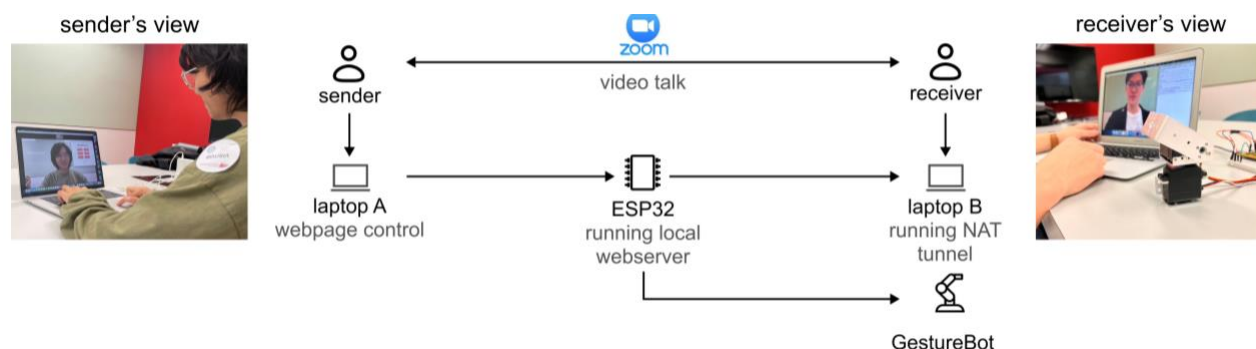 sender's view
receiver's view
zoom
video talk
sender
receiver
laptop A
webpage control
ESP32
running local
webserver
laptop B
running NAT
tunnel
GestureBot